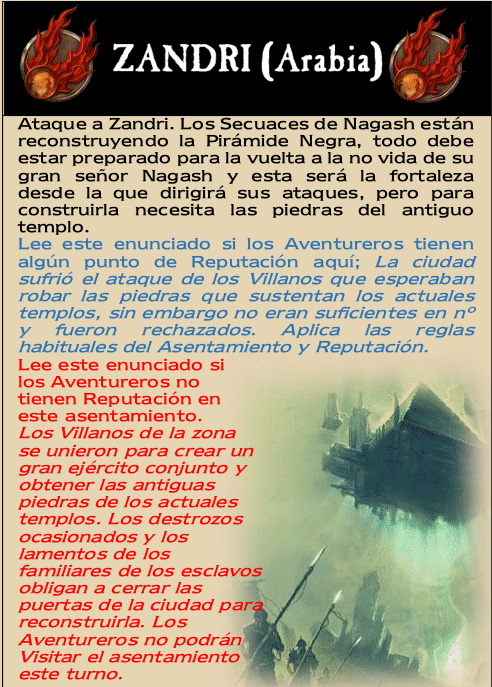 ZANDRI (Arabia)
Ataque a Zandri. Los Secuaces de Nagash están
reconstruyendo la Pirámide Negra, todo debe
estar preparado para la vuelta a la no vida de su
gran señor Nagash y esta será la fortaleza
desde la que dirigirá sus ataques, pero para
construirla necesita las piedras del antiguo
templo.
Lee este enunciado si los Aventureros tienen
algún punto de Reputación aquí; La ciudad
sufrió el ataque de los Villanos que esperaban
robar las piedras que sustentan los actuales
templos, sin embargo no eran suficientes en nº
y fueron rechazados. Aplica las reglas
habituales del Asentamiento y Reputación.
Lee este enunciado si
los Aventureros no
tienen Reputación en
este asentamiento.
Los Villanos de la zona
se unieron para crear un
gran ejército conjunto y
obtener las antiguas
piedras de los actuales
templos. Los destrozos
ocasionados y los
lamentos de los
familiares de los esclavos
obligan a cerrar las
puertas de la ciudad para
reconstruirla. Los
Aventureros no podrán
Visitar el asentamiento
este turno.